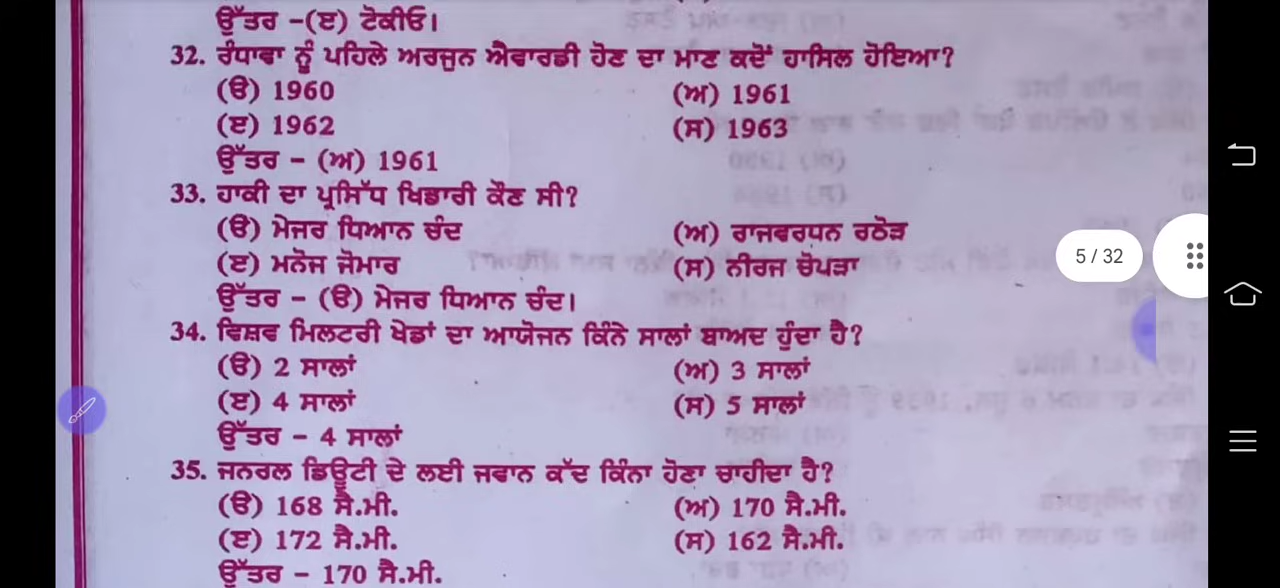 ਉੱਤਰ -(ੲ) ਟੋਕੀਓ।
32. ਰੰਧਾਵਾ ਨੂੰ ਪਹਿਲੇ ਅਰਜੁਨ ਐਵਾਰਡੀ ਹੋਣ ਦਾ ਮਾਣ ਕਦੋਂ ਹਾਸਿਲ ਹੋਇਆ?
(ੳ) 1960 (ਅ) 1961
(ੲ) 1962 (ਸ) 1963
ਉੱਤਰ - (ਅ) 1961
33. ਹਾਕੀ ਦਾ ਪ੍ਰਸਿੱਧ ਖਿਡਾਰੀ ਕੌਣ ਸੀ?
(ੳ) ਮੇਜਰ ਧਿਆਨ ਚੰਦ (ਅ) ਰਾਜਵਰਧਨ ਰਠੋੜ
(ੲ) ਮਨੋਜ ਜੋਮਾਰ (ਸ) ਨੀਰਜ ਚੋਪੜਾ
ਉੱਤਰ - (ੳ) ਮੇਜਰ ਧਿਆਨ ਚੰਦ।
5 / 32
34. ਵਿਸ਼ਵ ਮਿਲਟਰੀ ਖੇਡਾਂ ਦਾ ਆਯੋਜਨ ਕਿੰਨੇ ਸਾਲਾਂ ਬਾਅਦ ਹੁੰਦਾ ਹੈ?
(ੳ) 2 ਸਾਲਾਂ (ਅ) 3 ਸਾਲਾਂ
(ੲ) 4 ਸਾਲਾਂ (ਸ) 5 ਸਾਲਾਂ
ਉੱਤਰ - 4 ਸਾਲਾਂ
35. ਜਨਰਲ ਡਿਊਟੀ ਦੇ ਲਈ ਜਵਾਨ ਕੱਦ ਕਿੰਨਾ ਹੋਣਾ ਚਾਹੀਦਾ ਹੈ?
(ੳ) 168 ਸੈ.ਮੀ. (ਅ) 170 ਸੈ.ਮੀ.
(ੲ) 172 ਸੈ.ਮੀ. (ਸ) 162 ਸੈ.ਮੀ.
ਉੱਤਰ - 170 ਸੈ.ਮੀ.